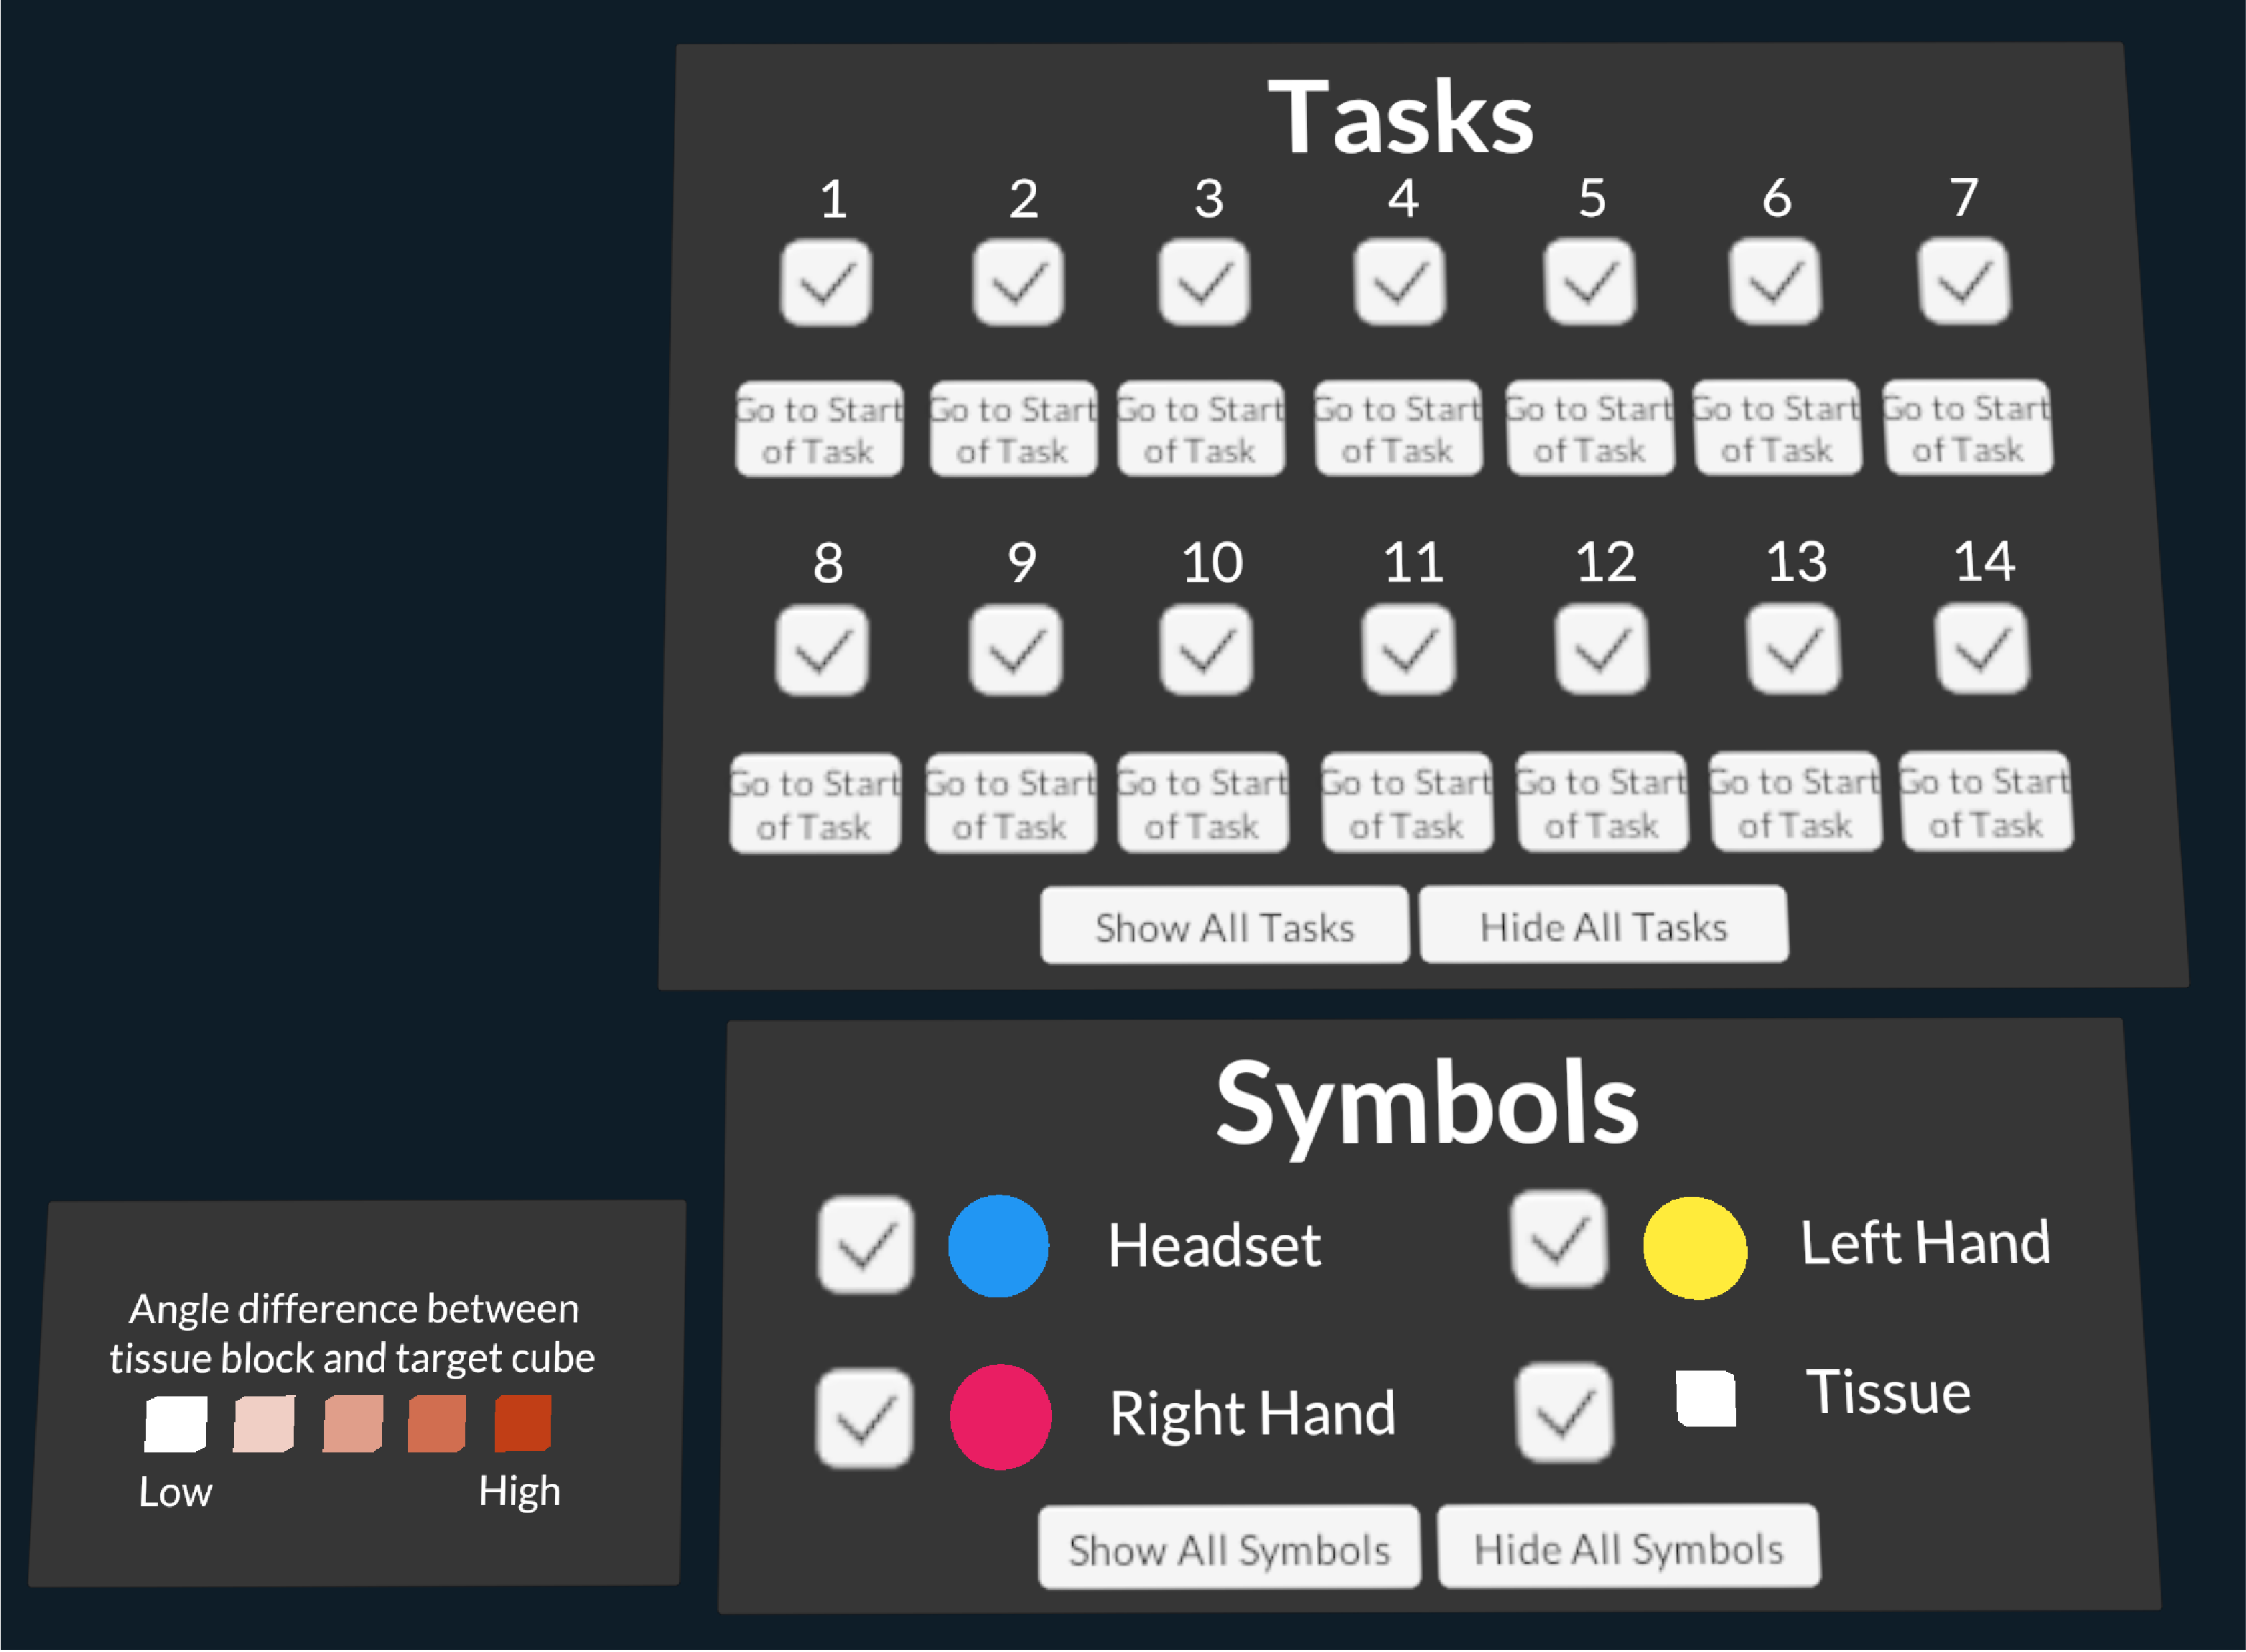 Tasks
1 2 3 4 5 6 7
Go to Start Go to Start Go to Start Go to Start Go to Start Go to Start Go to Start
of Task of Task of Task of Task of Task of Task of Task
8 9 10 11 12 13 14
Go to Start Go to Start Go to Start Go to Start Go to Start Go to Start Go to Start
of Task of Task of Task of Task of Task of Task of Task
Show All Tasks Hide All Tasks
Symbols
Headset Left Hand
Right Hand Tissue
Show All Symbols Hide All Symbols
Angle difference between
tissue block and target cube
Low High